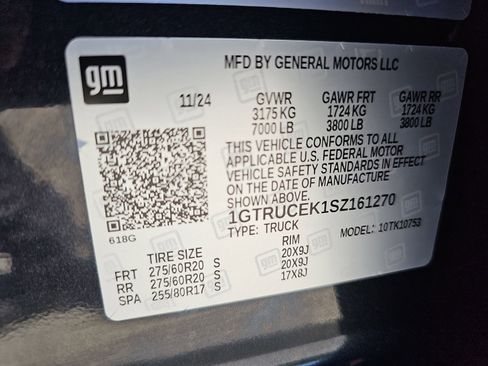 gm
MFD BY GENERAL MOTORS LLC
11/24 GVWR GAWR FRT GAWR RR
3175 KG 1724 KG 1724 KG
7000 LB 3800 LB 3800 LB
THIS VEHICLE CONFORMS TO ALL
APPLICABLE U.S. FEDERAL MOTOR
VEHICLE SAFETY STANDARDS IN EFFECT
ON THE DATE OF MANUFACTURE
SHOWN ABOVE.
1GTRUCEK1SZ161270
TYPE: TRUCK MODEL: 10TK10753
618G
TIRE SIZE RIM
FRT 275/60R20 S 20X9J
RR 275/60R20 S 20X9J
SPA 255/80R17 S 17X8J